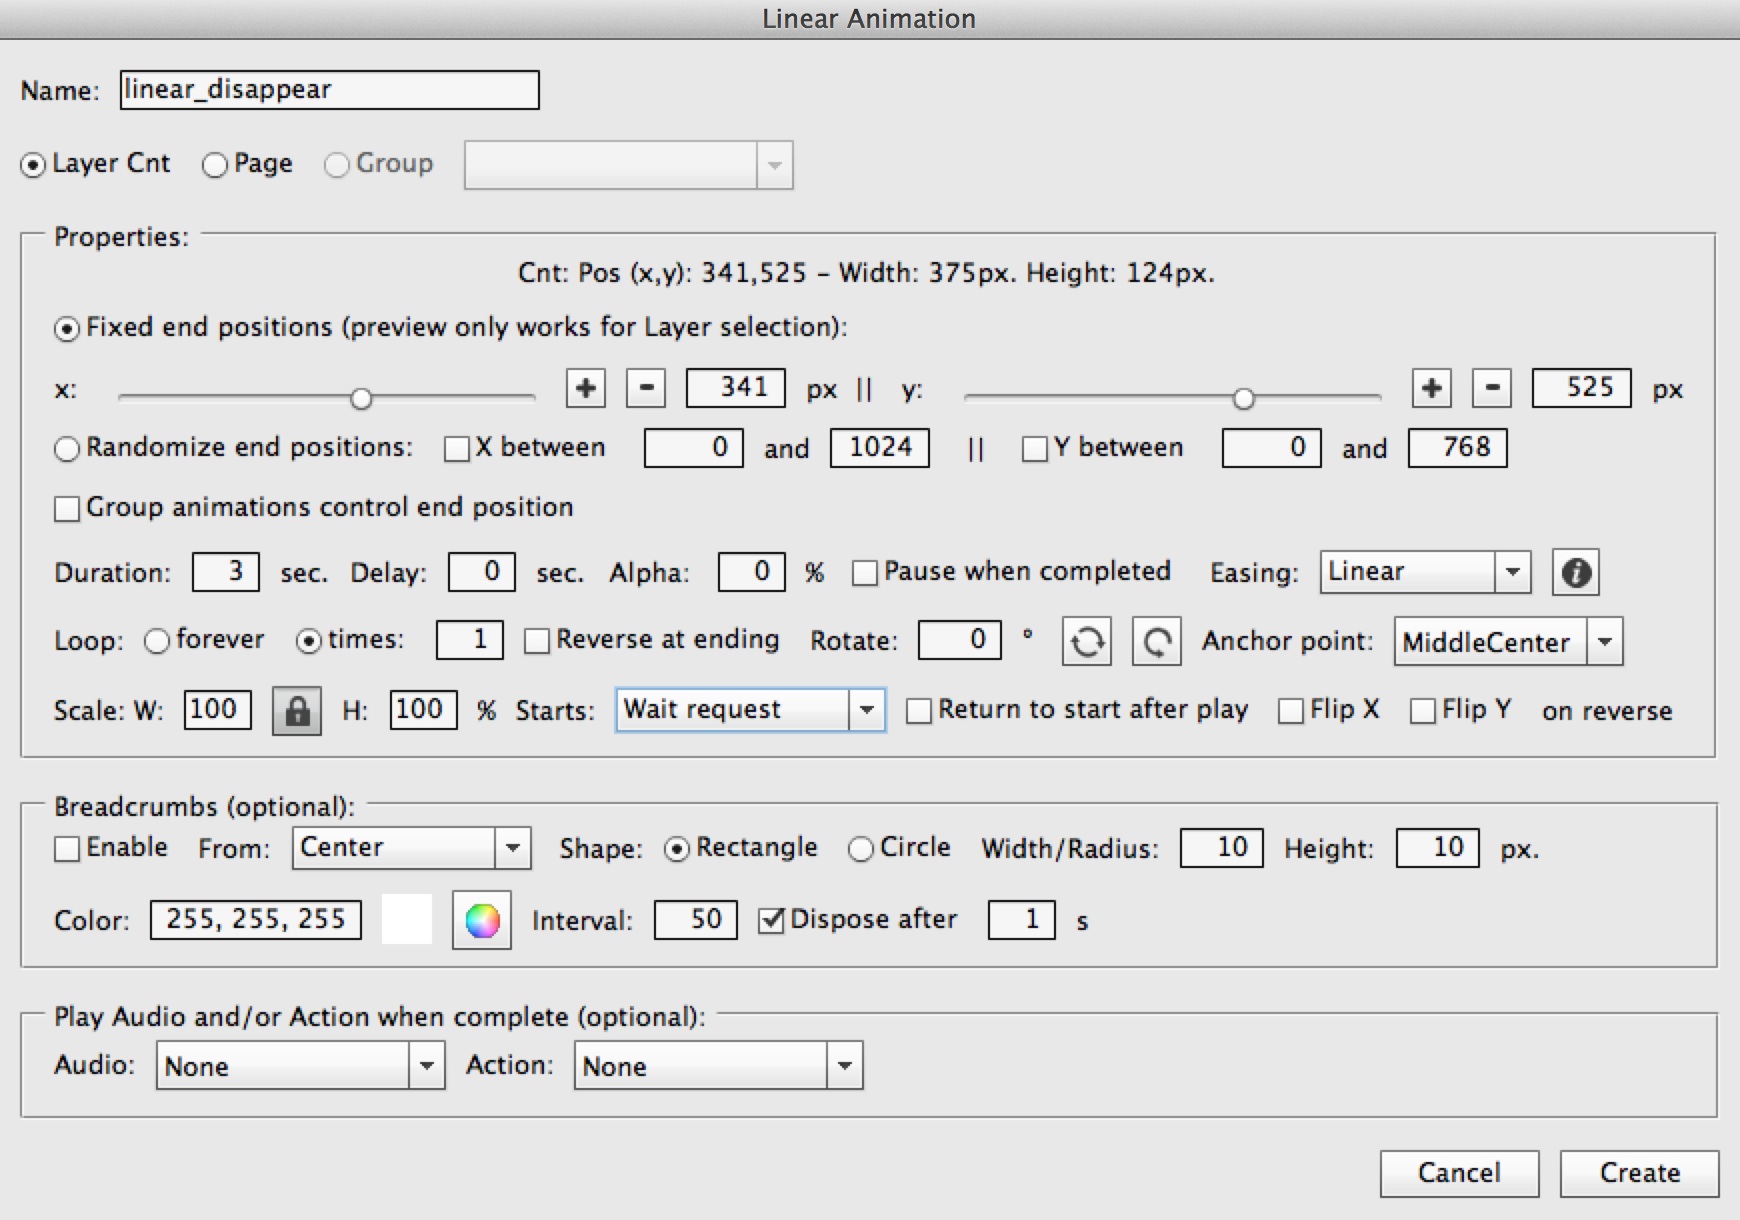 Linear Animation
Name: linear_disappear
Layer Cnt Page Group
Properties:
Cnt: Pos (x,y): 341,525 – Width: 375px. Height: 124px.
Fixed end positions (preview only works for Layer selection):
x: + - 341 px || y: + - 525 px
Randomize end positions: X between 0 and 1024 || Y between 0 and 768
Group animations control end position
Duration: 3 sec. Delay: 0 sec. Alpha: 0 % Pause when completed Easing: Linear i
Loop: forever times: 1 Reverse at ending Rotate: 0 ° Anchor point: MiddleCenter
Scale: W: 100 H: 100 % Starts: Wait request Return to start after play Flip X Flip Y on reverse
Breadcrumbs (optional):
Enable From: Center Shape: Rectangle Circle Width/Radius: 10 Height: 10 px.
Color: 255, 255, 255 Interval: 50 Dispose after 1 s
Play Audio and/or Action when complete (optional):
Audio: None Action: None
Cancel Create